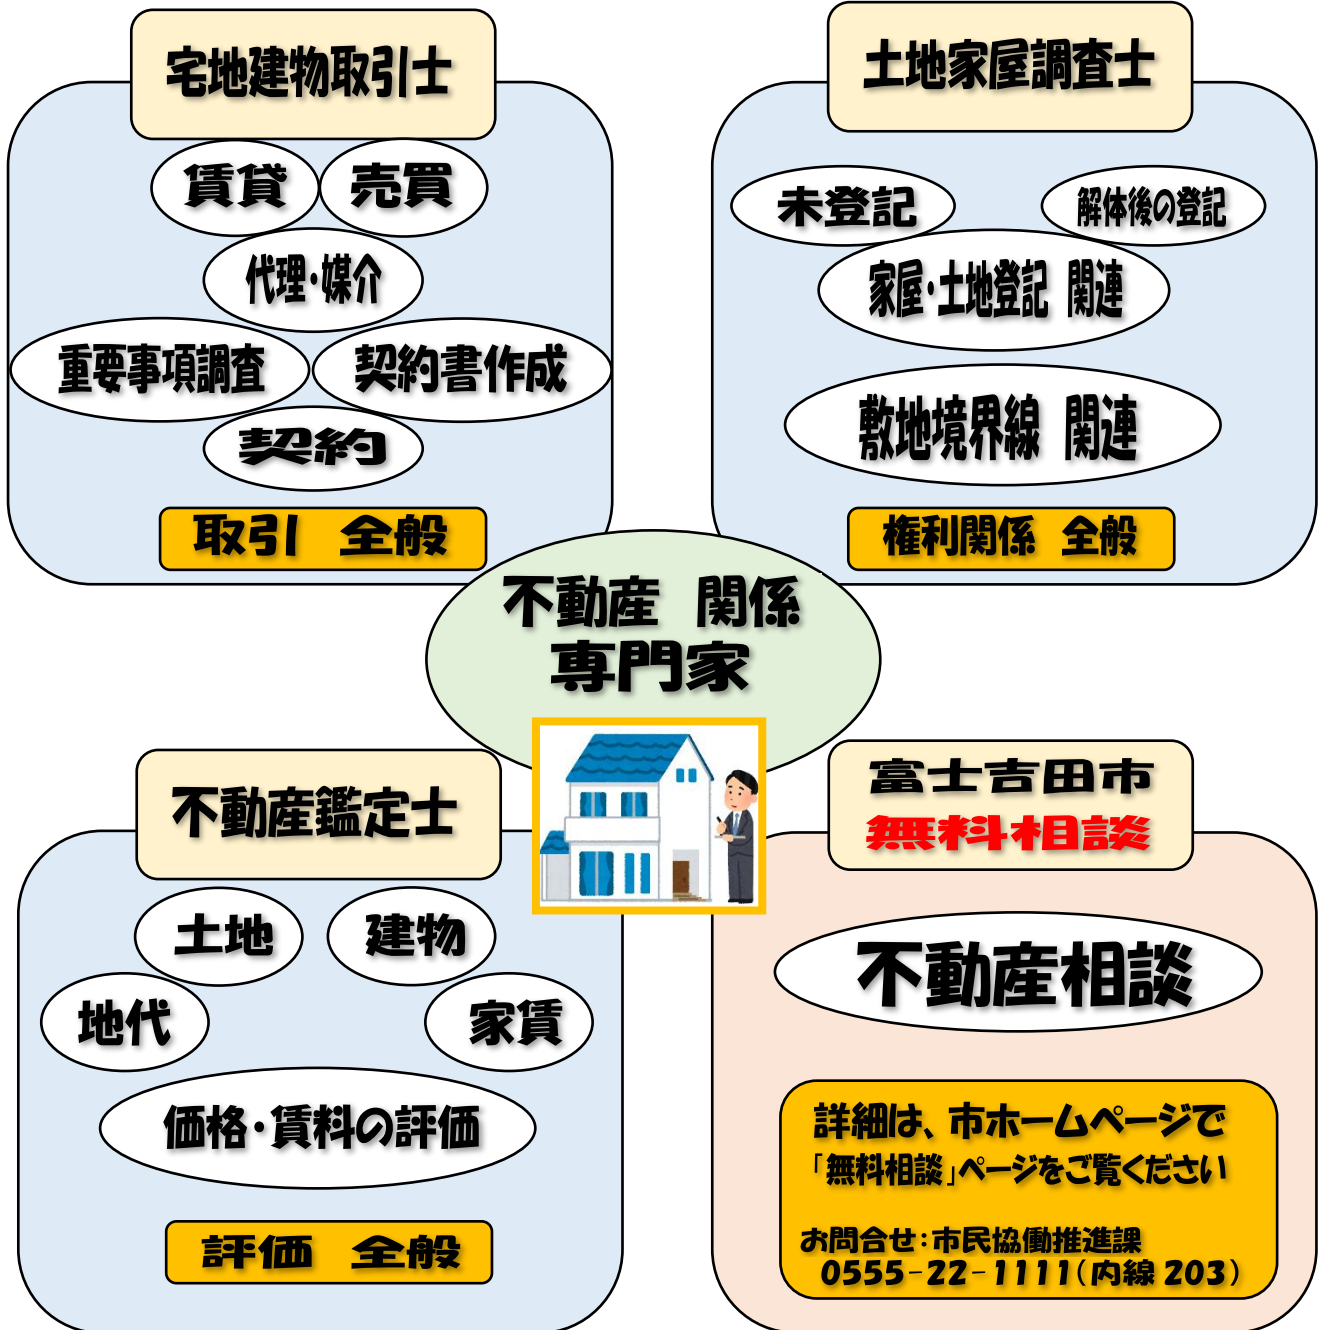 宅地建物取引士
賃貸
売買
代理・媒介
重要事項調査
契約書作成
契約
取引 全般
土地家屋調査士
未登記
解体後の登記
家屋・土地登記 関連
敷地境界線 関連
権利関係 全般
不動産 関係
専門家
不動産鑑定士
土地
建物
地代
家賃
価格・賃料の評価
評価 全般
富士吉田市
無料相談
不動産相談
詳細は、市ホームページで
「無料相談」ページをご覧ください
お問合せ:市民協働推進課
0555-22-1111(内線 203)